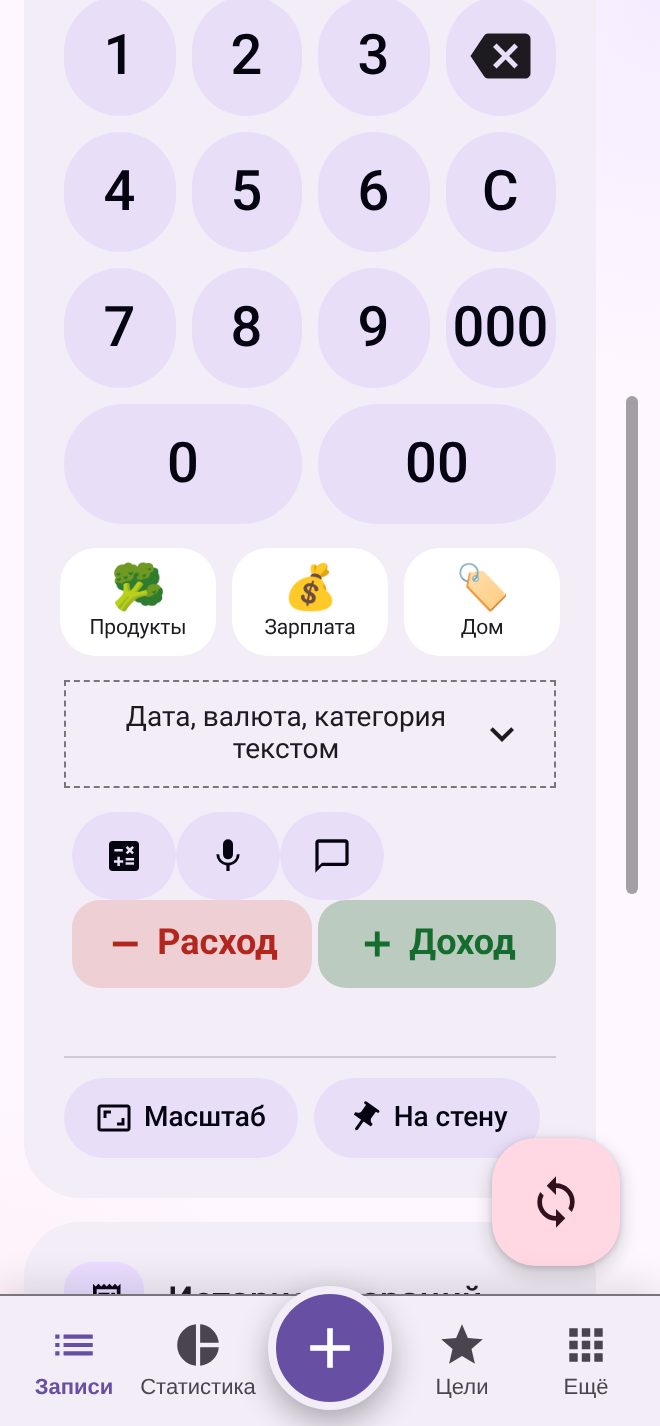 1 2 3
4 5 6 C
7 8 9 000
0 00
Продукты Зарплата Дом
Дата, валюта, категория
текстом
− Расход + Доход
Масштаб На стену
Записи Статистика Цели Ещё